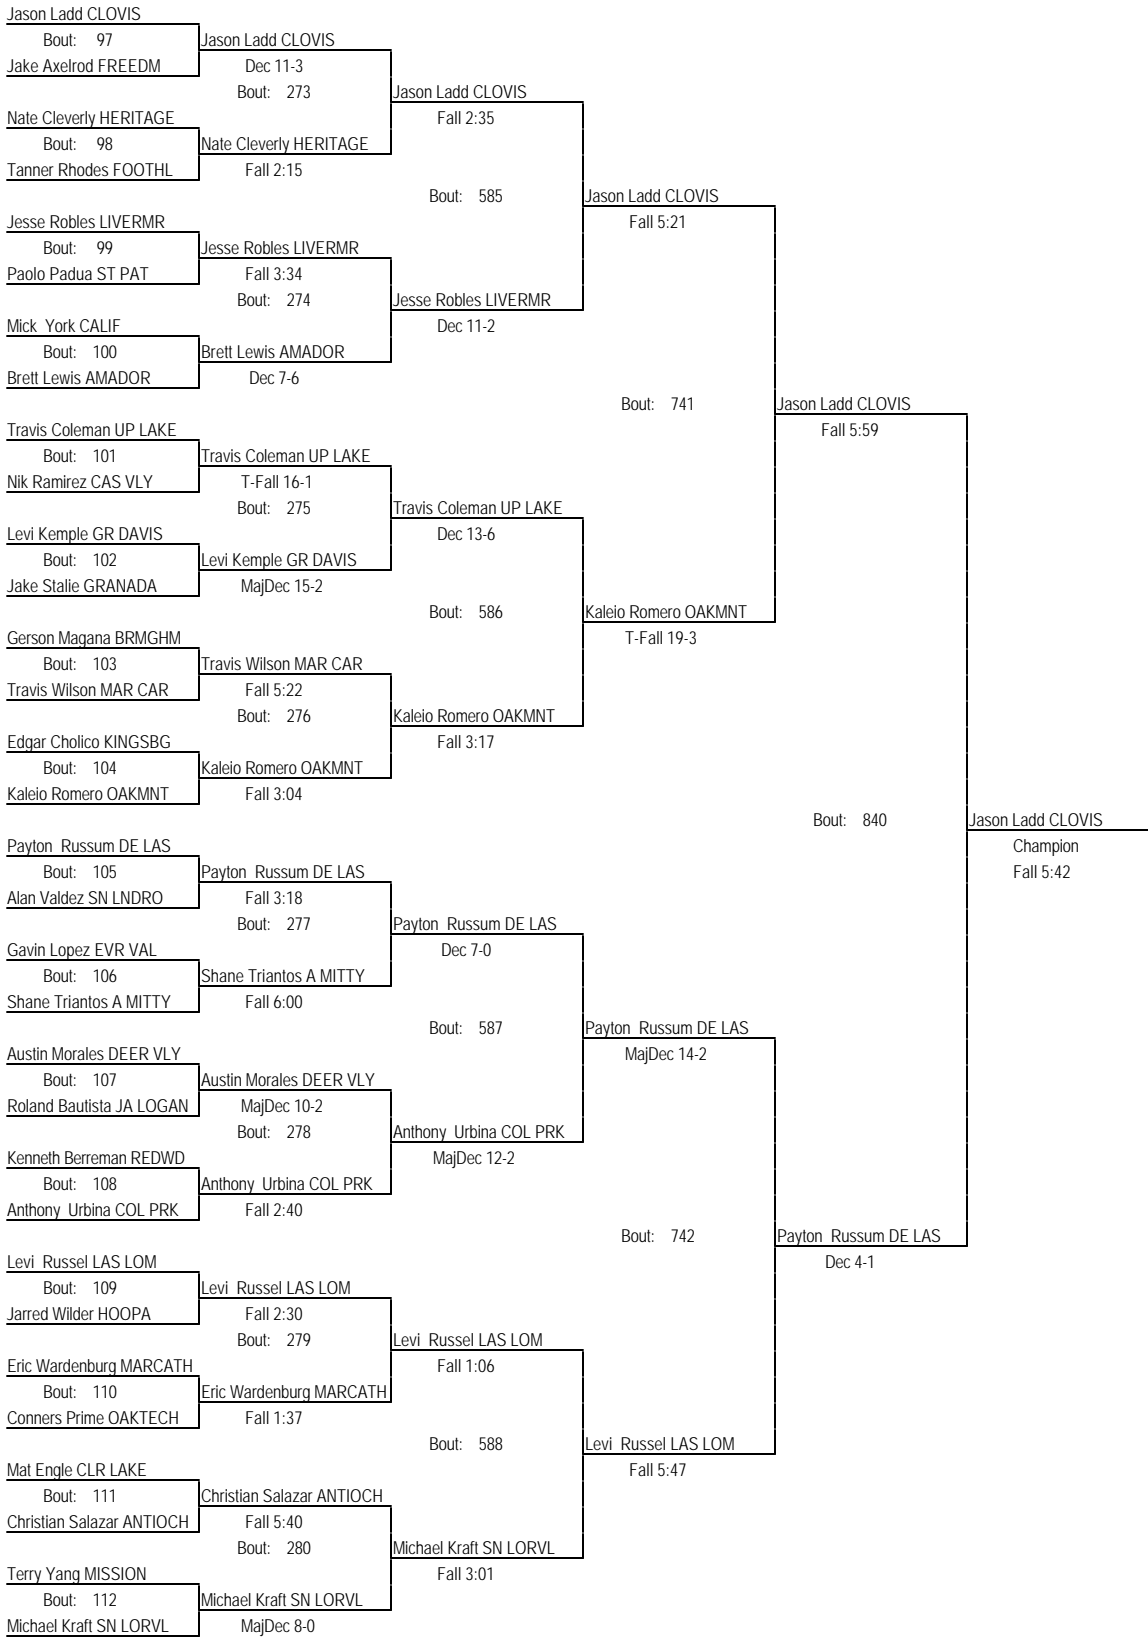 Jason Ladd CLOVIS
Bout: 97 Jason Ladd CLOVIS
Jake Axelrod FREEDM Dec 11-3
Bout: 273 Jason Ladd CLOVIS
Nate Cleverly HERITAGE Fall 2:35
Bout: 98 Nate Cleverly HERITAGE
Tanner Rhodes FOOTHL Fall 2:15
Bout: 585 Jason Ladd CLOVIS
Jesse Robles LIVERMR Fall 5:21
Bout: 99 Jesse Robles LIVERMR
Paolo Padua ST PAT Fall 3:34
Bout: 274 Jesse Robles LIVERMR
Mick York CALIF Dec 11-2
Bout: 100 Brett Lewis AMADOR
Brett Lewis AMADOR Dec 7-6
Bout: 741 Jason Ladd CLOVIS
Travis Coleman UP LAKE Fall 5:59
Bout: 101 Travis Coleman UP LAKE
Nik Ramirez CAS VLY T-Fall 16-1
Bout: 275 Travis Coleman UP LAKE
Levi Kemple GR DAVIS Dec 13-6
Bout: 102 Levi Kemple GR DAVIS
Jake Stalie GRANADA MajDec 15-2
Bout: 586 Kaleio Romero OAKMNT
Gerson Magana BRMGHM T-Fall 19-3
Bout: 103 Travis Wilson MAR CAR
Travis Wilson MAR CAR Fall 5:22
Bout: 276 Kaleio Romero OAKMNT
Edgar Cholico KINGSBG Fall 3:17
Bout: 104 Kaleio Romero OAKMNT
Kaleio Romero OAKMNT Fall 3:04
Bout: 840 Jason Ladd CLOVIS
Payton Russum DE LAS Champion
Bout: 105 Payton Russum DE LAS Fall 5:42
Alan Valdez SN LNDRO Fall 3:18
Bout: 277 Payton Russum DE LAS
Gavin Lopez EVR VAL Dec 7-0
Bout: 106 Shane Triantos A MITTY
Shane Triantos A MITTY Fall 6:00
Bout: 587 Payton Russum DE LAS
Austin Morales DEER VLY MajDec 14-2
Bout: 107 Austin Morales DEER VLY
Roland Bautista JA LOGAN MajDec 10-2
Bout: 278 Anthony Urbina COL PRK
Kenneth Berreman REDWD MajDec 12-2
Bout: 108 Anthony Urbina COL PRK
Anthony Urbina COL PRK Fall 2:40
Bout: 742 Payton Russum DE LAS
Levi Russel LAS LOM Dec 4-1
Bout: 109 Levi Russel LAS LOM
Jarred Wilder HOOPA Fall 2:30
Bout: 279 Levi Russel LAS LOM
Eric Wardenburg MARCATH Fall 1:06
Bout: 110 Eric Wardenburg MARCATH
Conners Prime OAKTECH Fall 1:37
Bout: 588 Levi Russel LAS LOM
Mat Engle CLR LAKE Fall 5:47
Bout: 111 Christian Salazar ANTIOCH
Christian Salazar ANTIOCH Fall 5:40
Bout: 280 Michael Kraft SN LORVL
Terry Yang MISSION Fall 3:01
Bout: 112 Michael Kraft SN LORVL
Michael Kraft SN LORVL MajDec 8-0